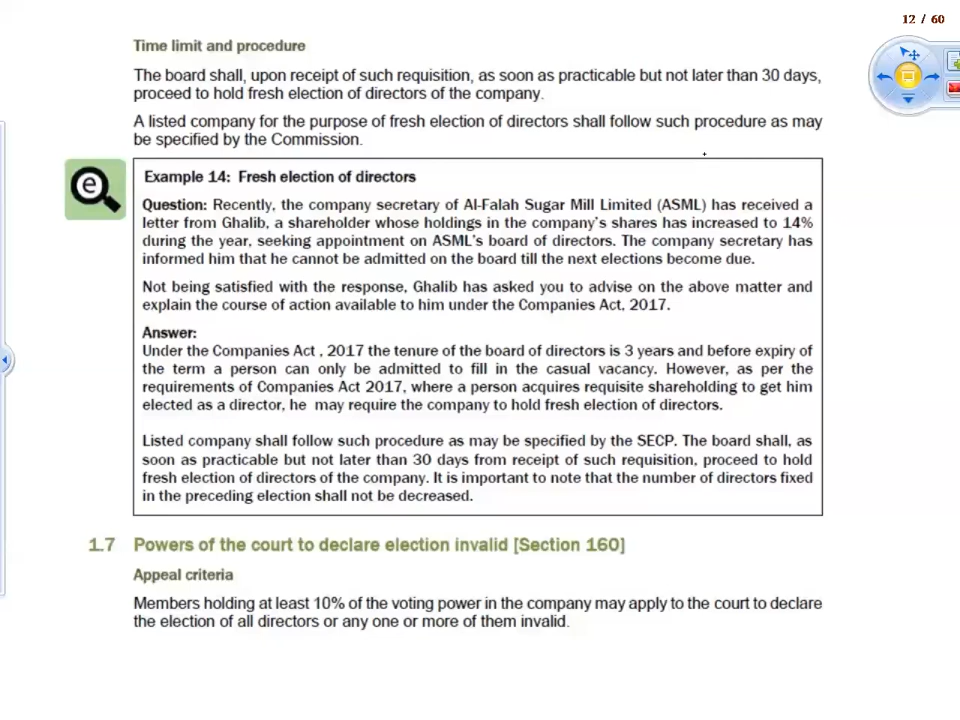 12 / 60
Time limit and procedure
The board shall, upon receipt of such requisition, as soon as practicable but not later than 30 days,
proceed to hold fresh election of directors of the company.
A listed company for the purpose of fresh election of directors shall follow such procedure as may
be specified by the Commission.
e
Example 14: Fresh election of directors
Question: Recently, the company secretary of Al-Falah Sugar Mill Limited (ASML) has received a
letter from Ghalib, a shareholder whose holdings in the company's shares has increased to 14%
during the year, seeking appointment on ASML's board of directors. The company secretary has
informed him that he cannot be admitted on the board till the next elections become due.
Not being satisfied with the response, Ghalib has asked you to advise on the above matter and
explain the course of action available to him under the Companies Act, 2017.
Answer:
Under the Companies Act , 2017 the tenure of the board of directors is 3 years and before expiry of
the term a person can only be admitted to fill in the casual vacancy. However, as per the
requirements of Companies Act 2017, where a person acquires requisite shareholding to get him
elected as a director, he may require the company to hold fresh election of directors.
Listed company shall follow such procedure as may be specified by the SECP. The board shall, as
soon as practicable but not later than 30 days from receipt of such requisition, proceed to hold
fresh election of directors of the company. It is important to note that the number of directors fixed
in the preceding election shall not be decreased.
1.7 Powers of the court to declare election invalid [Section 160]
Appeal criteria
Members holding at least 10% of the voting power in the company may apply to the court to declare
the election of all directors or any one or more of them invalid.